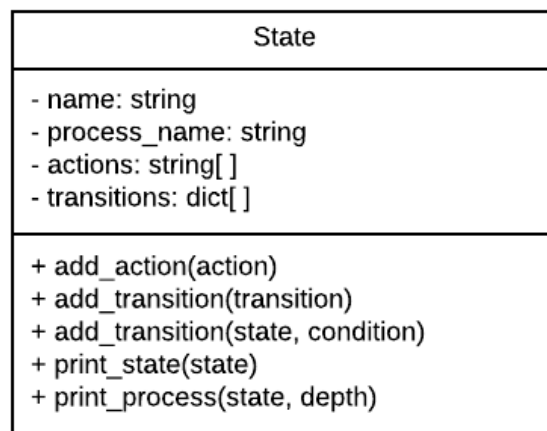 State
- name: string
- process_name: string
- actions: string[ ]
- transitions: dict[ ]
+ add_action(action)
+ add_transition(transition)
+ add_transition(state, condition)
+ print_state(state)
+ print_process(state, depth)